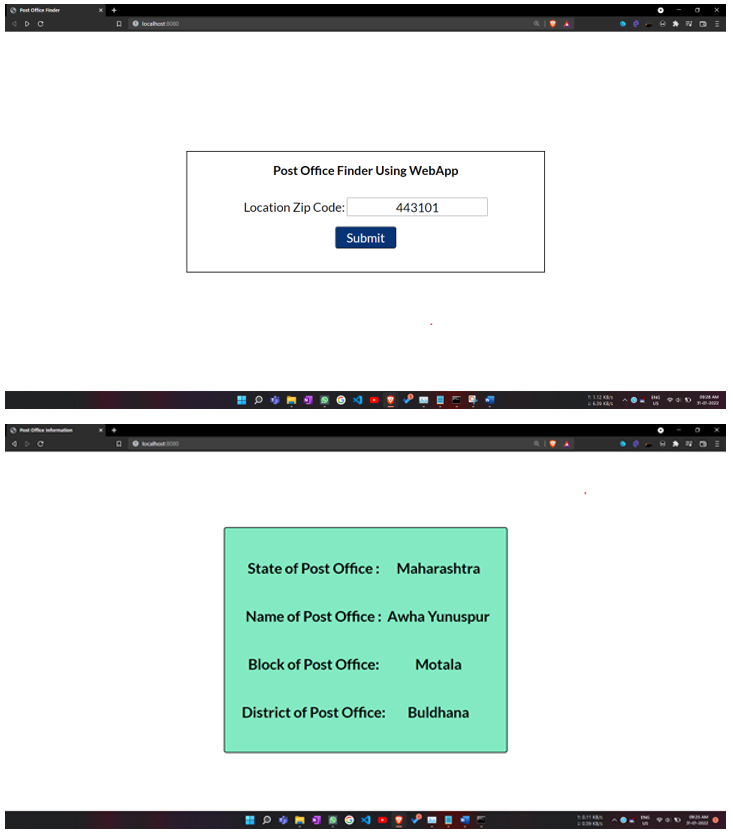 Post Office Finder
localhost:8080
Post Office Finder Using WebApp
Location Zip Code: 443101
Submit
ENG
US
09:26 AM
31-01-2022
Post Office Information
localhost:8080
State of Post Office : Maharashtra
Name of Post Office : Awha Yunuspur
Block of Post Office: Motala
District of Post Office: Buldhana
ENG
US
09:25 AM
31-01-2022